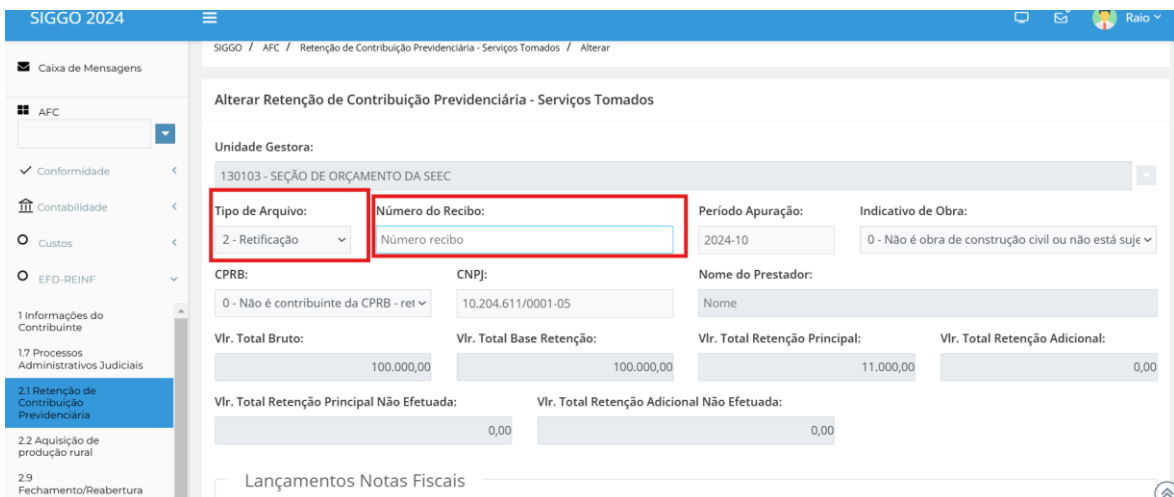 SIGGO 2024
Raio
SIGGO / AFC / Retenção de Contribuição Previdenciária - Serviços Tomados / Alterar
Caixa de Mensagens
AFC
Conformidade
Contabilidade
Custos
EFD-REINF
1 Informações do
Contribuinte
1.7 Processos
Administrativos Judiciais
2.1 Retenção de
Contribuição
Previdenciária
2.2 Aquisição de
produção rural
2.9
Fechamento/Reabertura
Alterar Retenção de Contribuição Previdenciária - Serviços Tomados
Unidade Gestora:
130103 - SEÇÃO DE ORÇAMENTO DA SEEC
Tipo de Arquivo: Número do Recibo: Período Apuração: Indicativo de Obra:
2 - Retificação Número recibo 2024-10 0 - Não é obra de construção civil ou não está suje
CPRB: CNPJ: Nome do Prestador:
0 - Não é contribuinte da CPRB - ret 10.204.611/0001-05 Nome
Vlr. Total Bruto: Vlr. Total Base Retenção: Vlr. Total Retenção Principal: Vlr. Total Retenção Adicional:
100.000,00 100.000,00 11.000,00 0,00
Vlr. Total Retenção Principal Não Efetuada: Vlr. Total Retenção Adicional Não Efetuada:
0,00 0,00
Lançamentos Notas Fiscais